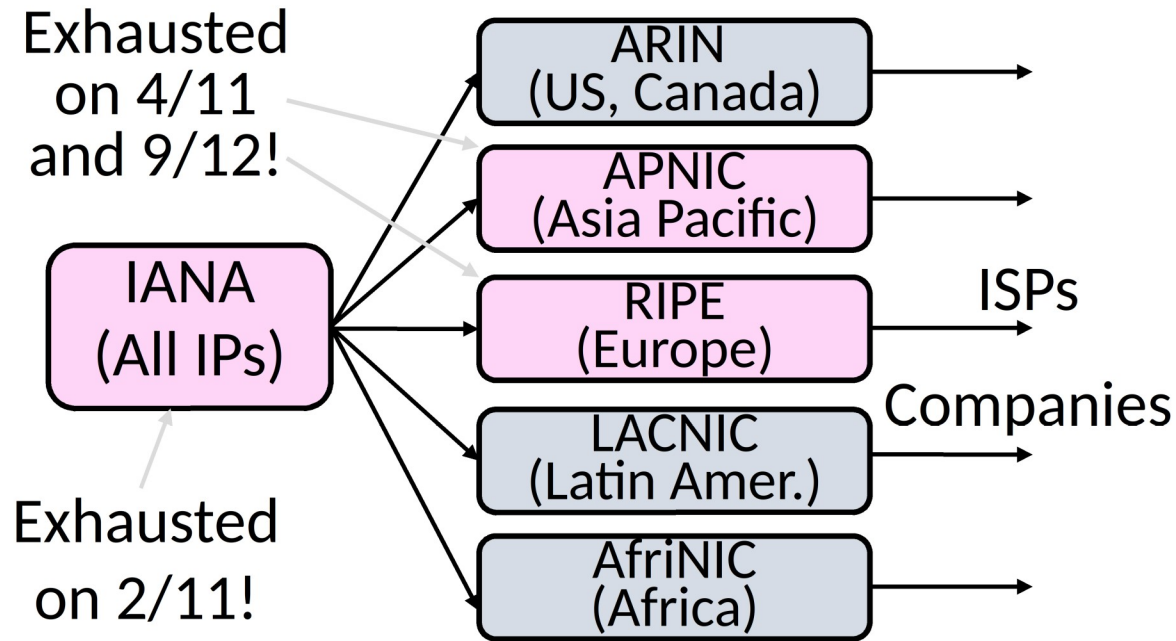 Exhausted
on 4/11
and 9/12!
IANA
(All IPs)
Exhausted
on 2/11!
ARIN
(US, Canada)
APNIC
(Asia Pacific)
RIPE
(Europe)
LACNIC
(Latin Amer.)
AfriNIC
(Africa)
ISPs
Companies